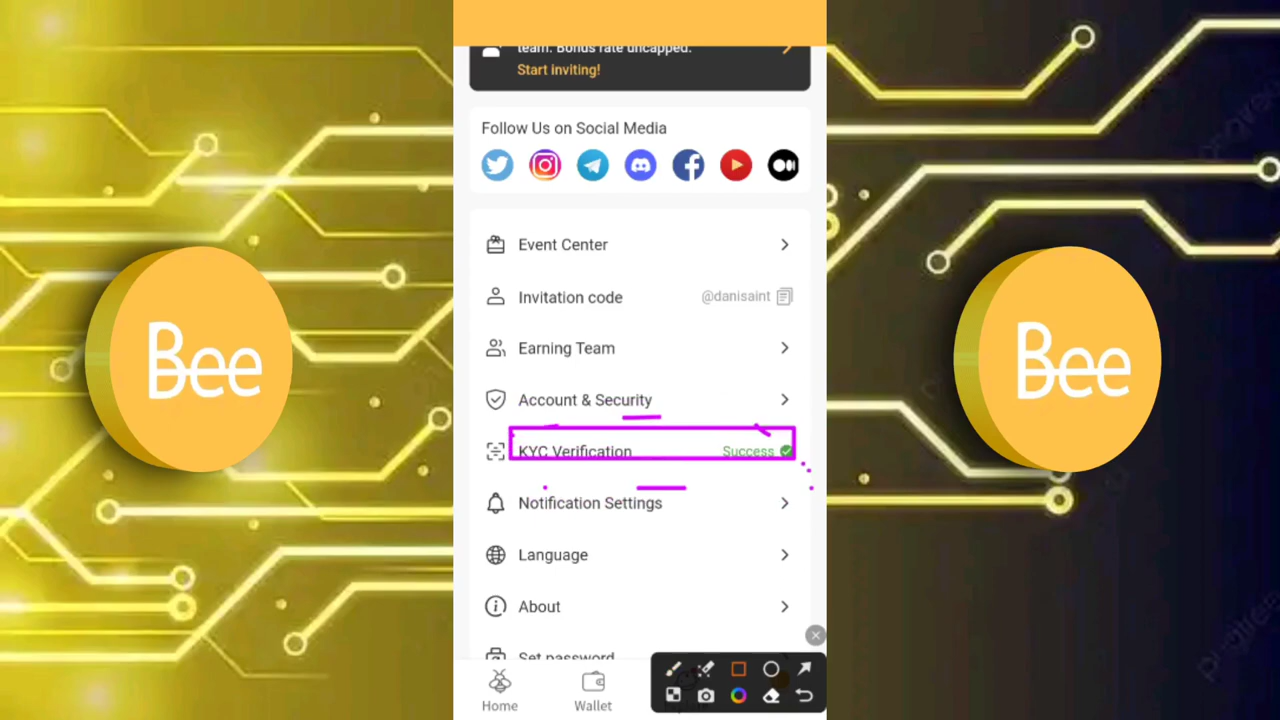 team. Bonus rate uncapped.
Start inviting!
Follow Us on Social Media
Event Center
Invitation code @danisaint
Earning Team
Account & Security
KYC Verification Success
Notification Settings
Language
About
Set password
Home
Wallet
Bee
Bee